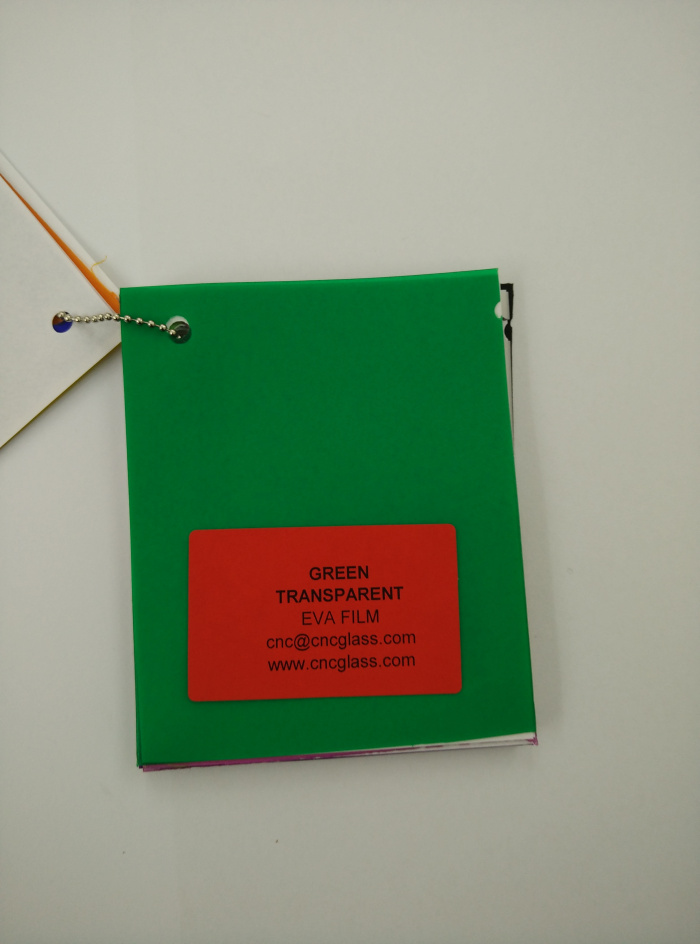 GREEN
TRANSPARENT
EVA FILM
cnc@cncglass.com
www.cncglass.com